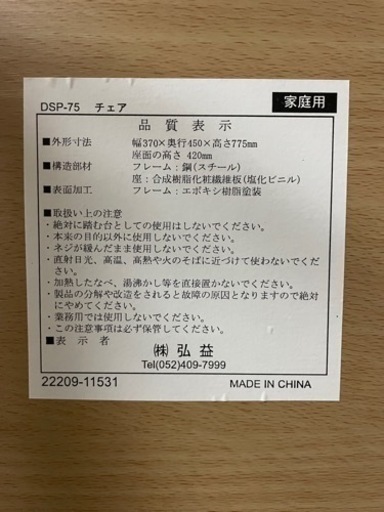 DSP-75 チェア 家庭用
品質表示
■外形寸法 幅370×奥行450×高さ775mm
座面の高さ 420mm
■構造部材 フレーム：鋼(スチール)
座：合成樹脂化粧繊維板(塩化ビニル)
■表面加工 フレーム：エポキシ樹脂塗装
■取扱い上の注意
・絶対に踏む台としての使用はしないでください。
・本来の目的以外に使用しないでください。
・ネジが緩んだまま使用しないでください。
・直射日光、高温、高熱や火のそばに近づけて使わないでください。
・加熱したなべ、湯沸かし等を直接置かないでください。
・製品の分解や改造をされると故障の原因となりますので絶対にやめてください。
・業務用では使用しないでください。
・この注意事項は必ず保管してください。
■表示者 ㈱弘益
Tel(052)409-7999
22209-11531 MADE IN CHINA